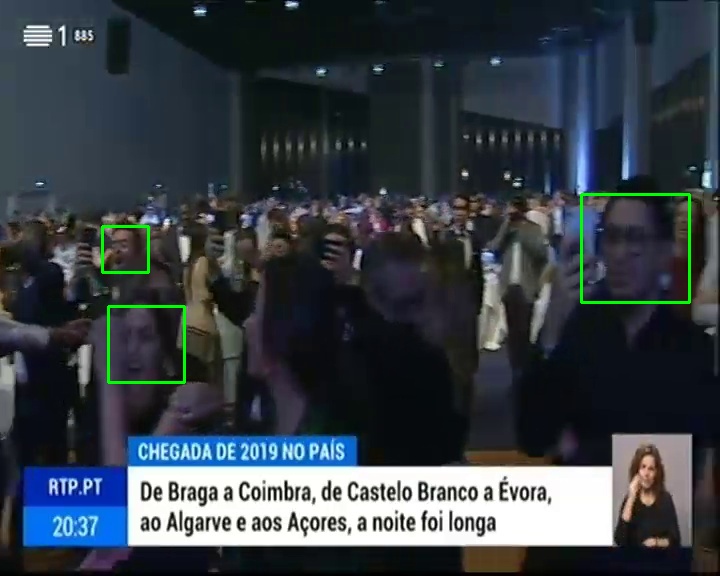 1 885
CHEGADA DE 2019 NO PAÍS
RTP.PT
De Braga a Coimbra, de Castelo Branco a Évora,
20:37
ao Algarve e aos Açores, a noite foi longa